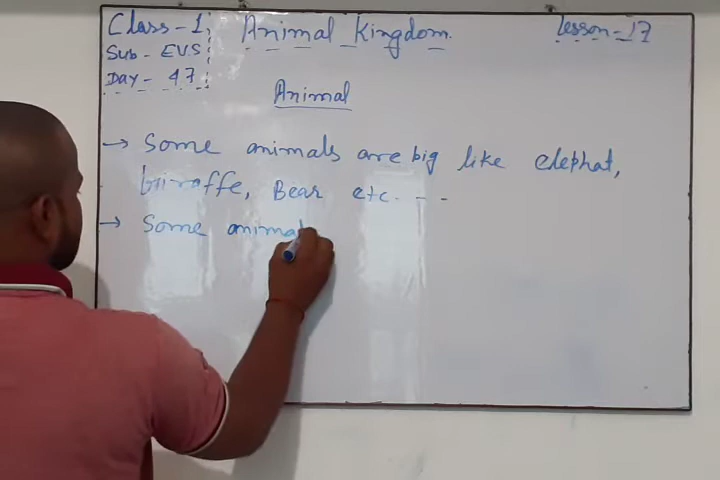 Class - 1, Animal Kingdom. Lesson - 17
Sub - EVS
Day - 47
Animal
→ Some animals are big like elephat,
Giraffe, Bear etc. - -
→ Some animal